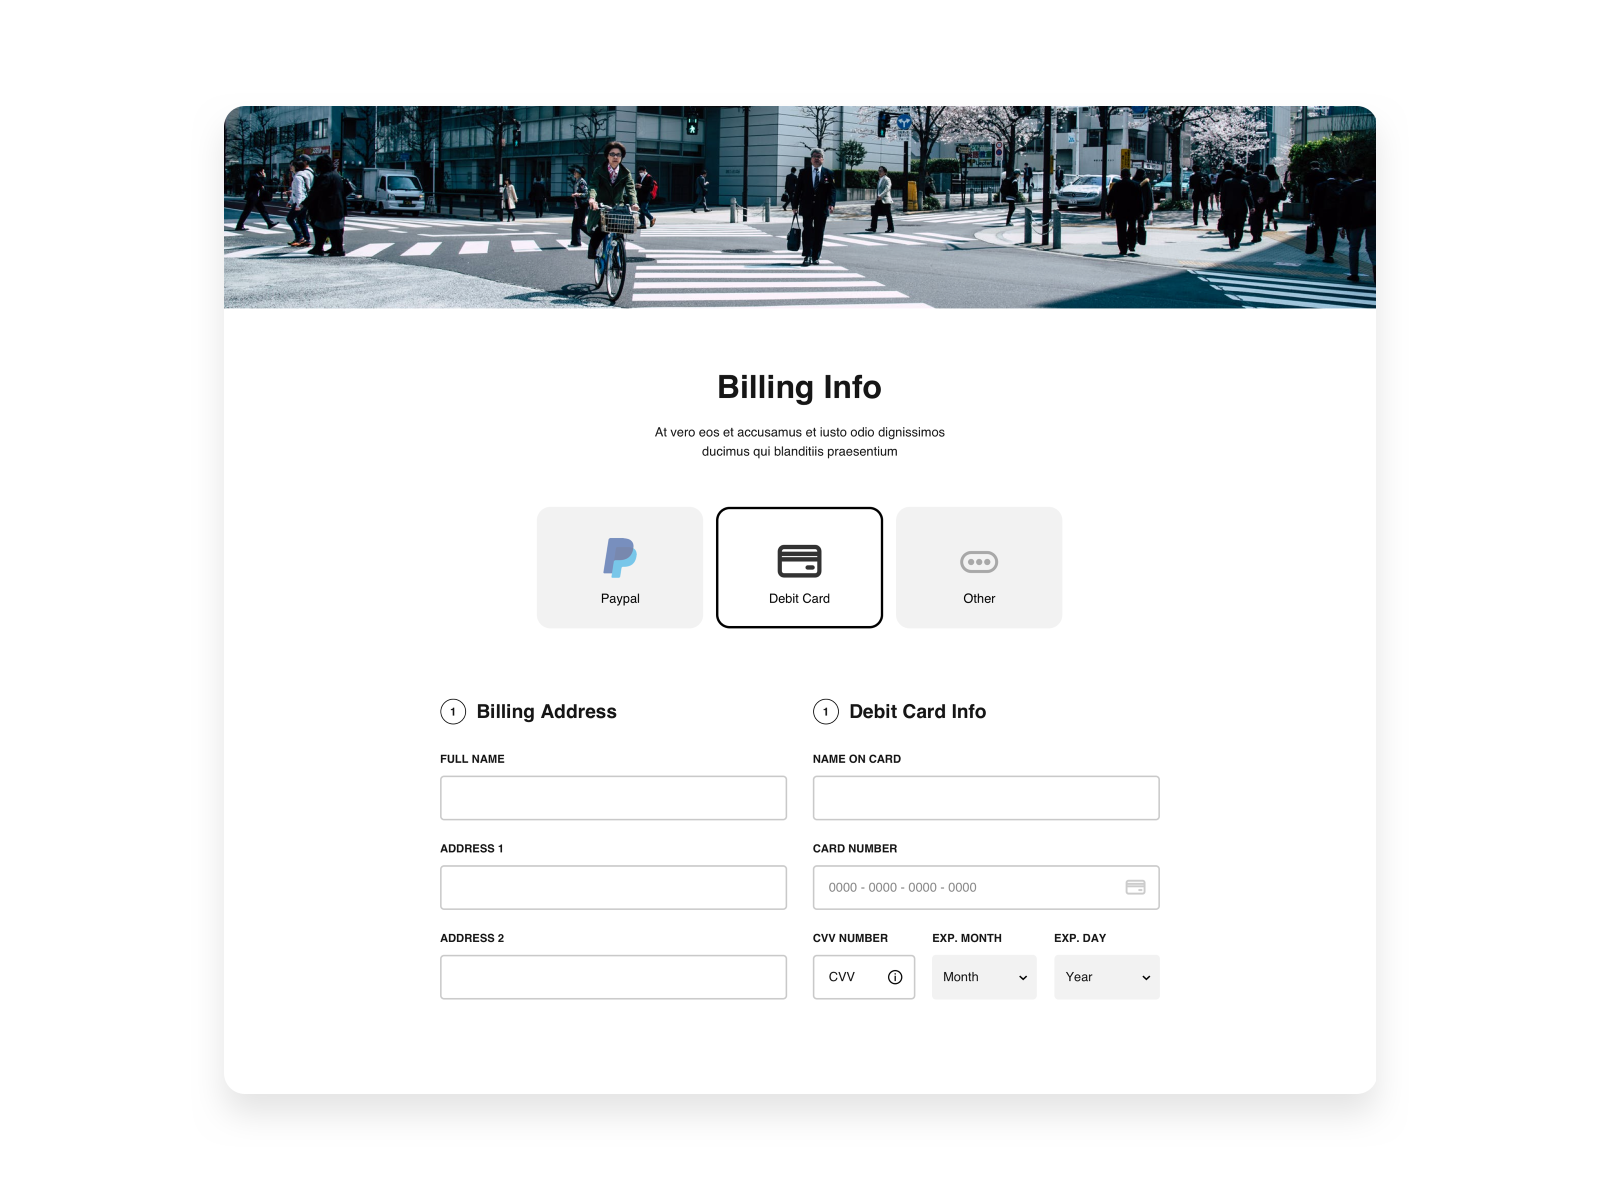 Billing Info
At vero eos et accusamus et iusto odio dignissimos
ducimus qui blanditiis praesentium
Paypal
Debit Card
Other
1 Billing Address
FULL NAME
ADDRESS 1
ADDRESS 2
1 Debit Card Info
NAME ON CARD
CARD NUMBER
0000 - 0000 - 0000 - 0000
CVV NUMBER EXP. MONTH EXP. DAY
CVV Month Year